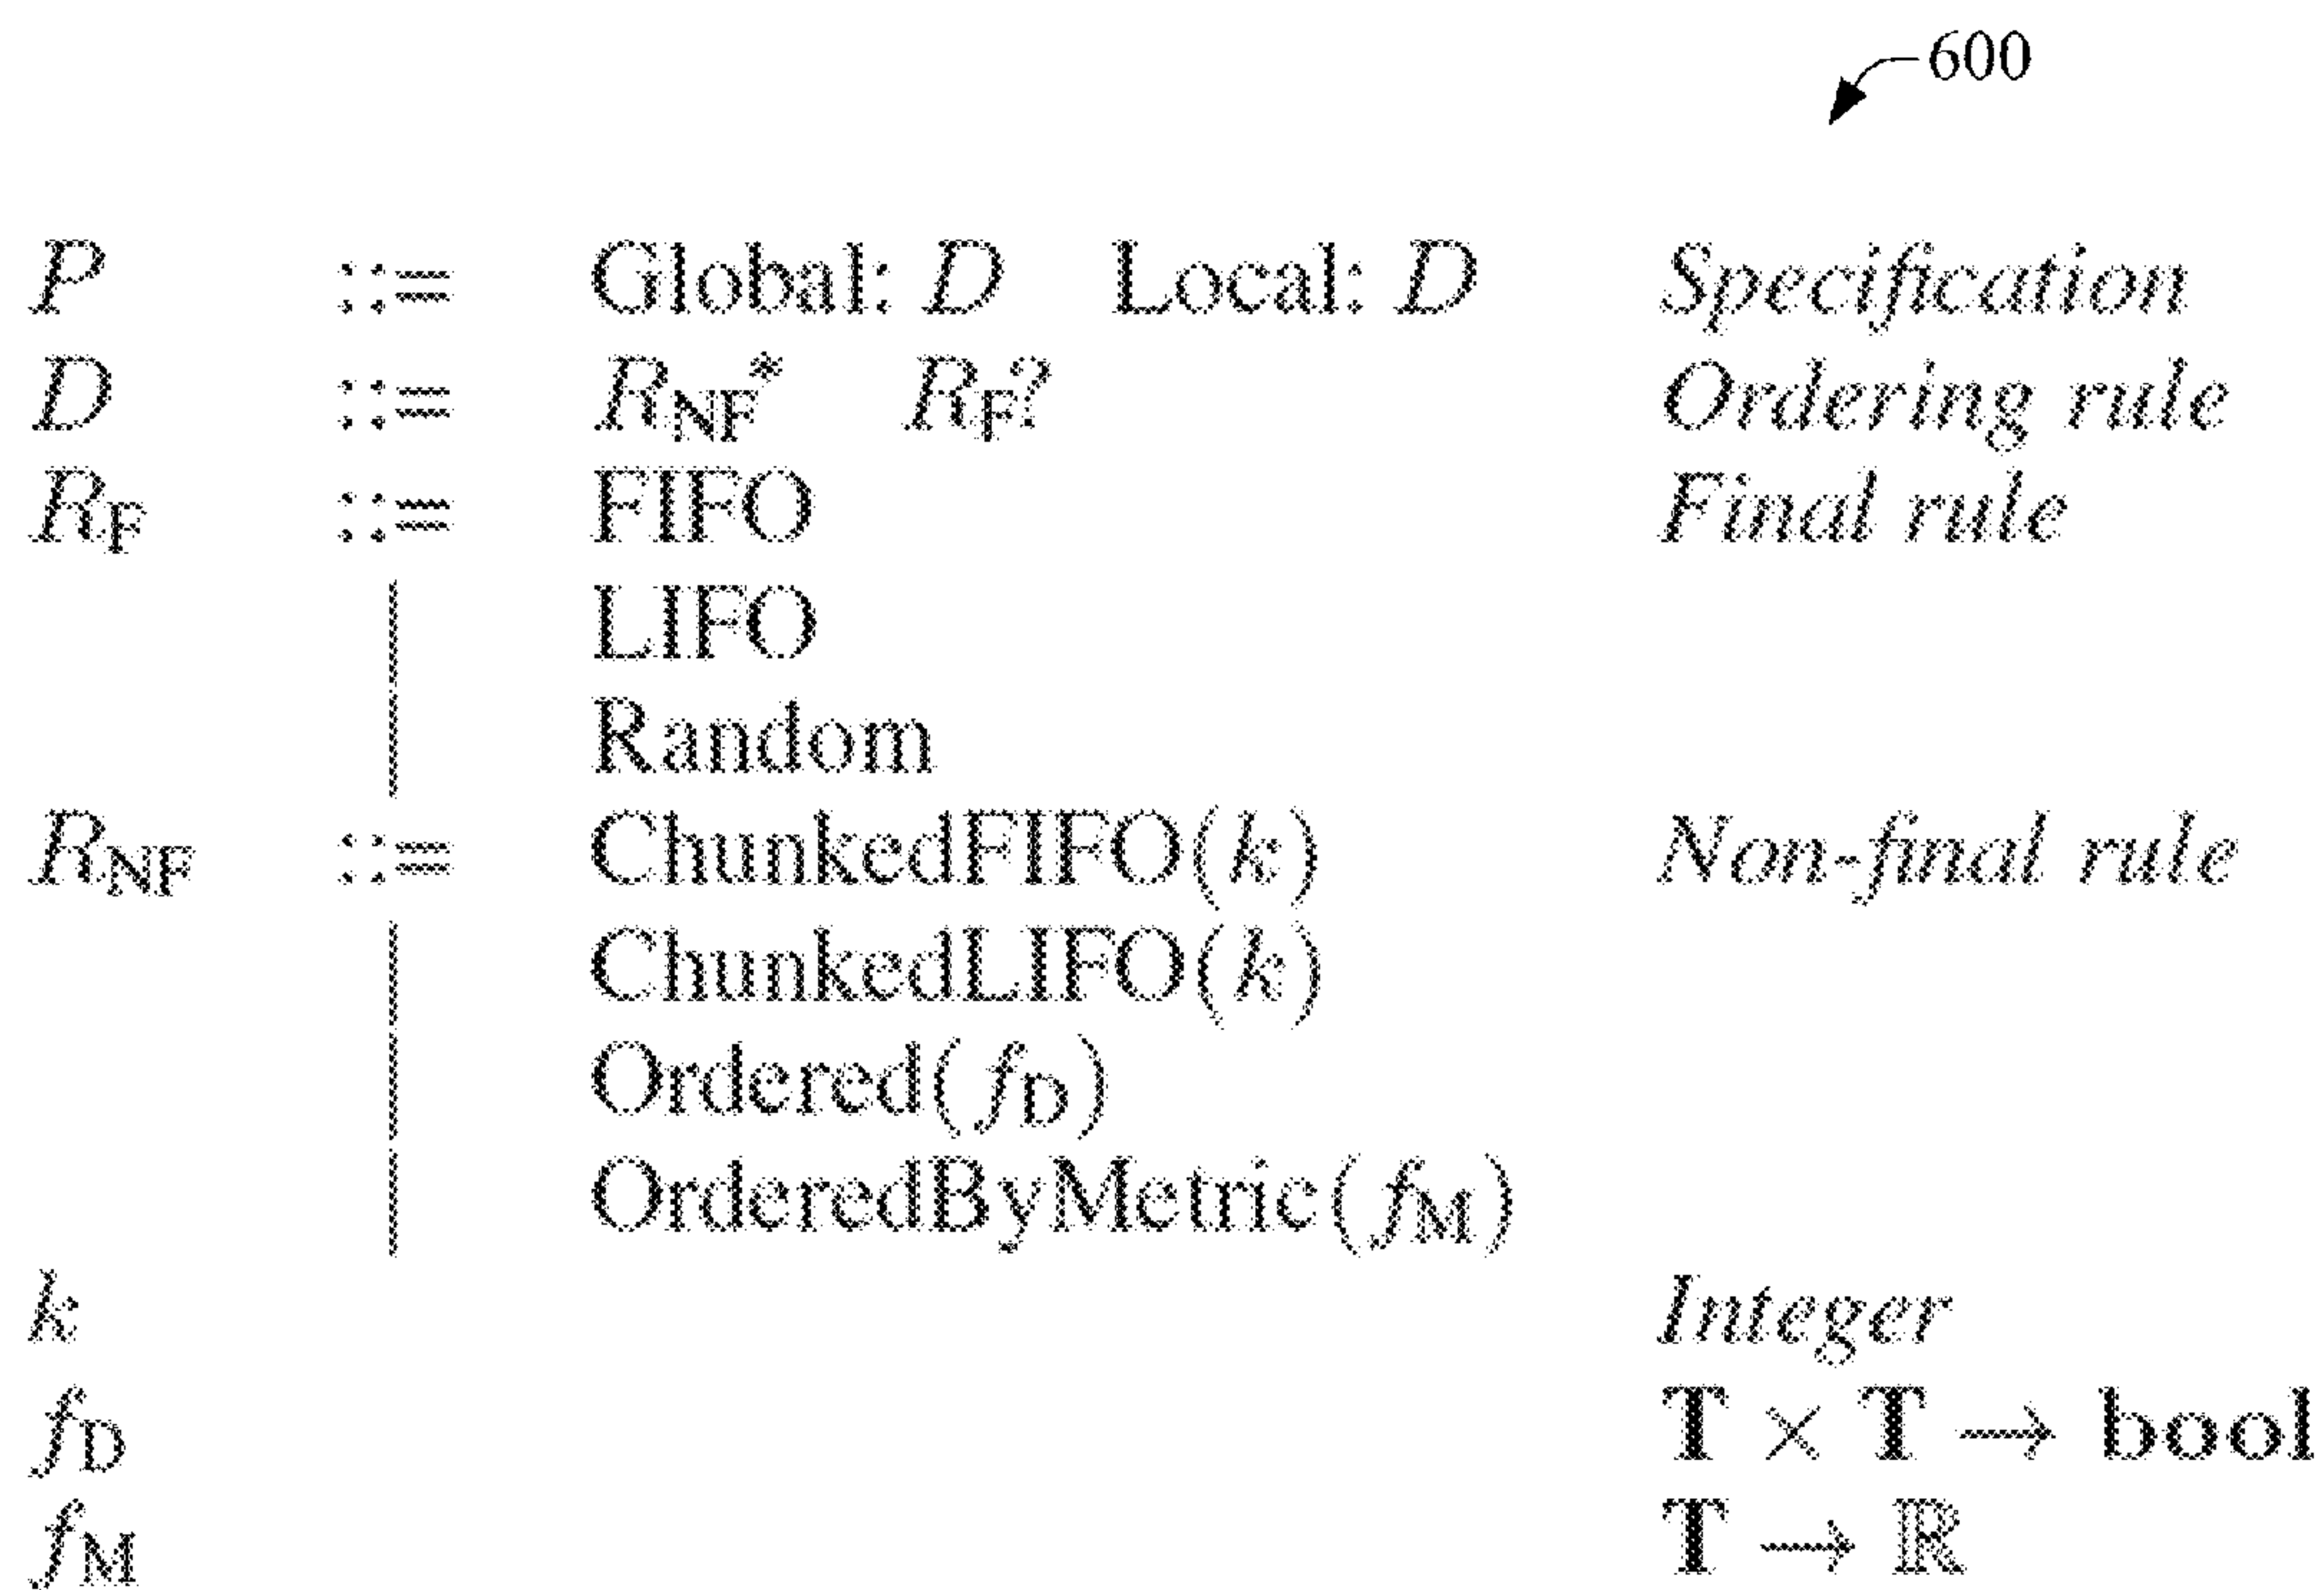 600
P ::= Global: D Local: D Specification
D ::= R_NF* R_F? Ordering rule
R_F ::= FIFO Final rule
| LIFO
| Random
R_NF ::= ChunkedFIFO(k) Non-final rule
| ChunkedLIFO(k)
| Ordered(f_D)
| OrderedByMetric(f_M)
k Integer
f_D T × T → bool
f_M T → ℝ